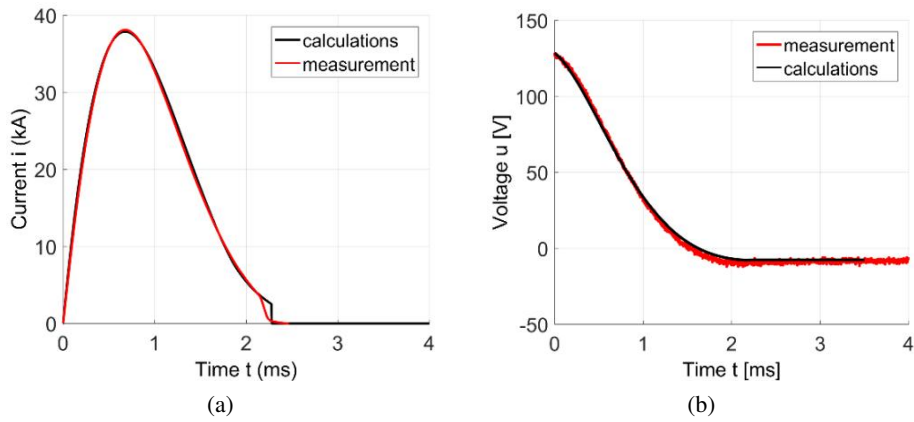 40
30
20
10
0
Current i (kA)
calculations
measurement
0 1 2 3 4
Time t (ms)
(a)
150
100
50
0
-50
Voltage u [V]
measurement
calculations
0 1 2 3 4
Time t [ms]
(b)